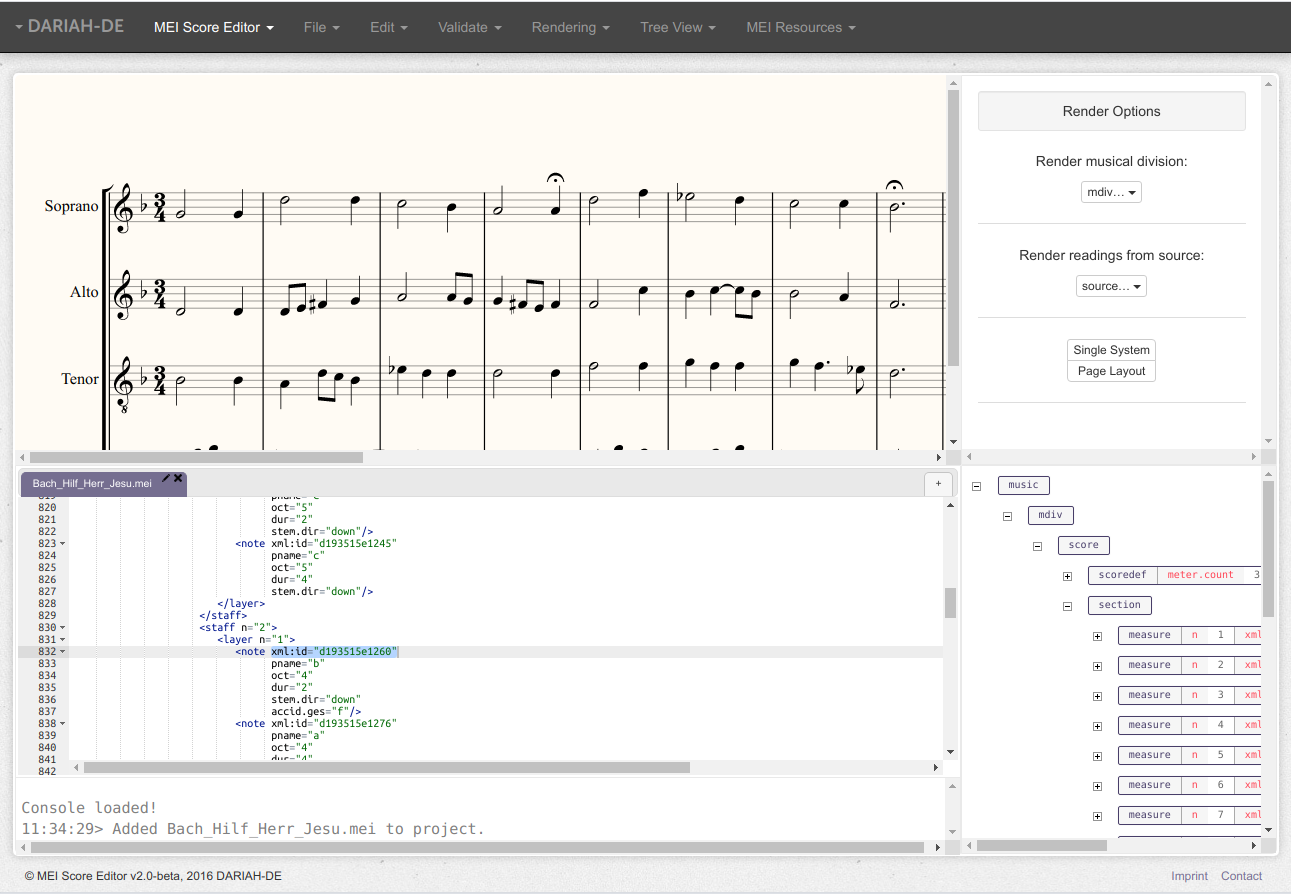 DARIAH-DE MEI Score Editor File Edit Validate Rendering Tree View MEI Resources
Soprano
Alto
Tenor
8
Render Options
Render musical division:
mdiv...
Render readings from source:
source...
Single System
Page Layout
Bach_Hilf_Herr_Jesu.mei +
820 oct="5"
821 dur="2"
822 stem.dir="down"/>
823 <note xml:id="d193515e1245"
824 pname="c"
825 oct="5"
826 dur="4"
827 stem.dir="down"/>
828 </layer>
829 </staff>
830 <staff n="2">
831 <layer n="1">
832 <note xml:id="d193515e1260"
833 pname="b"
834 oct="4"
835 dur="2"
836 stem.dir="down"
837 accid.ges="f"/>
838 <note xml:id="d193515e1276"
839 pname="a"
840 oct="4"
841 dur="4"
842
music
mdiv
score
scoredef meter.count 3
section
measure n 1 xml
measure n 2 xml
measure n 3 xml
measure n 4 xml
measure n 5 xml
measure n 6 xml
measure n 7 xml
Console loaded!
11:34:29> Added Bach_Hilf_Herr_Jesu.mei to project.
© MEI Score Editor v2.0-beta, 2016 DARIAH-DE Imprint Contact